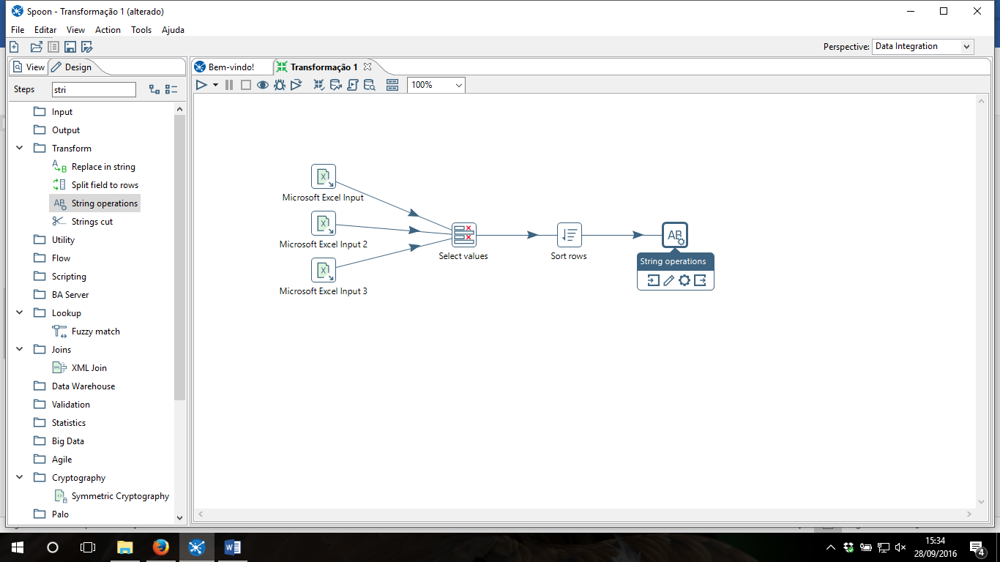 Spoon - Transformação 1 (alterado)
File Editar View Action Tools Ajuda
Perspective: Data Integration
View Design
Steps stri
Input
Output
Transform
Replace in string
Split field to rows
String operations
Strings cut
Utility
Flow
Scripting
BA Server
Lookup
Fuzzy match
Joins
XML Join
Data Warehouse
Validation
Statistics
Big Data
Agile
Cryptography
Symmetric Cryptography
Palo
Bem-vindo! Transformação 1
100%
Microsoft Excel Input
Microsoft Excel Input 2
Microsoft Excel Input 3
Select values
Sort rows
AB
String operations
15:34
28/09/2016
4